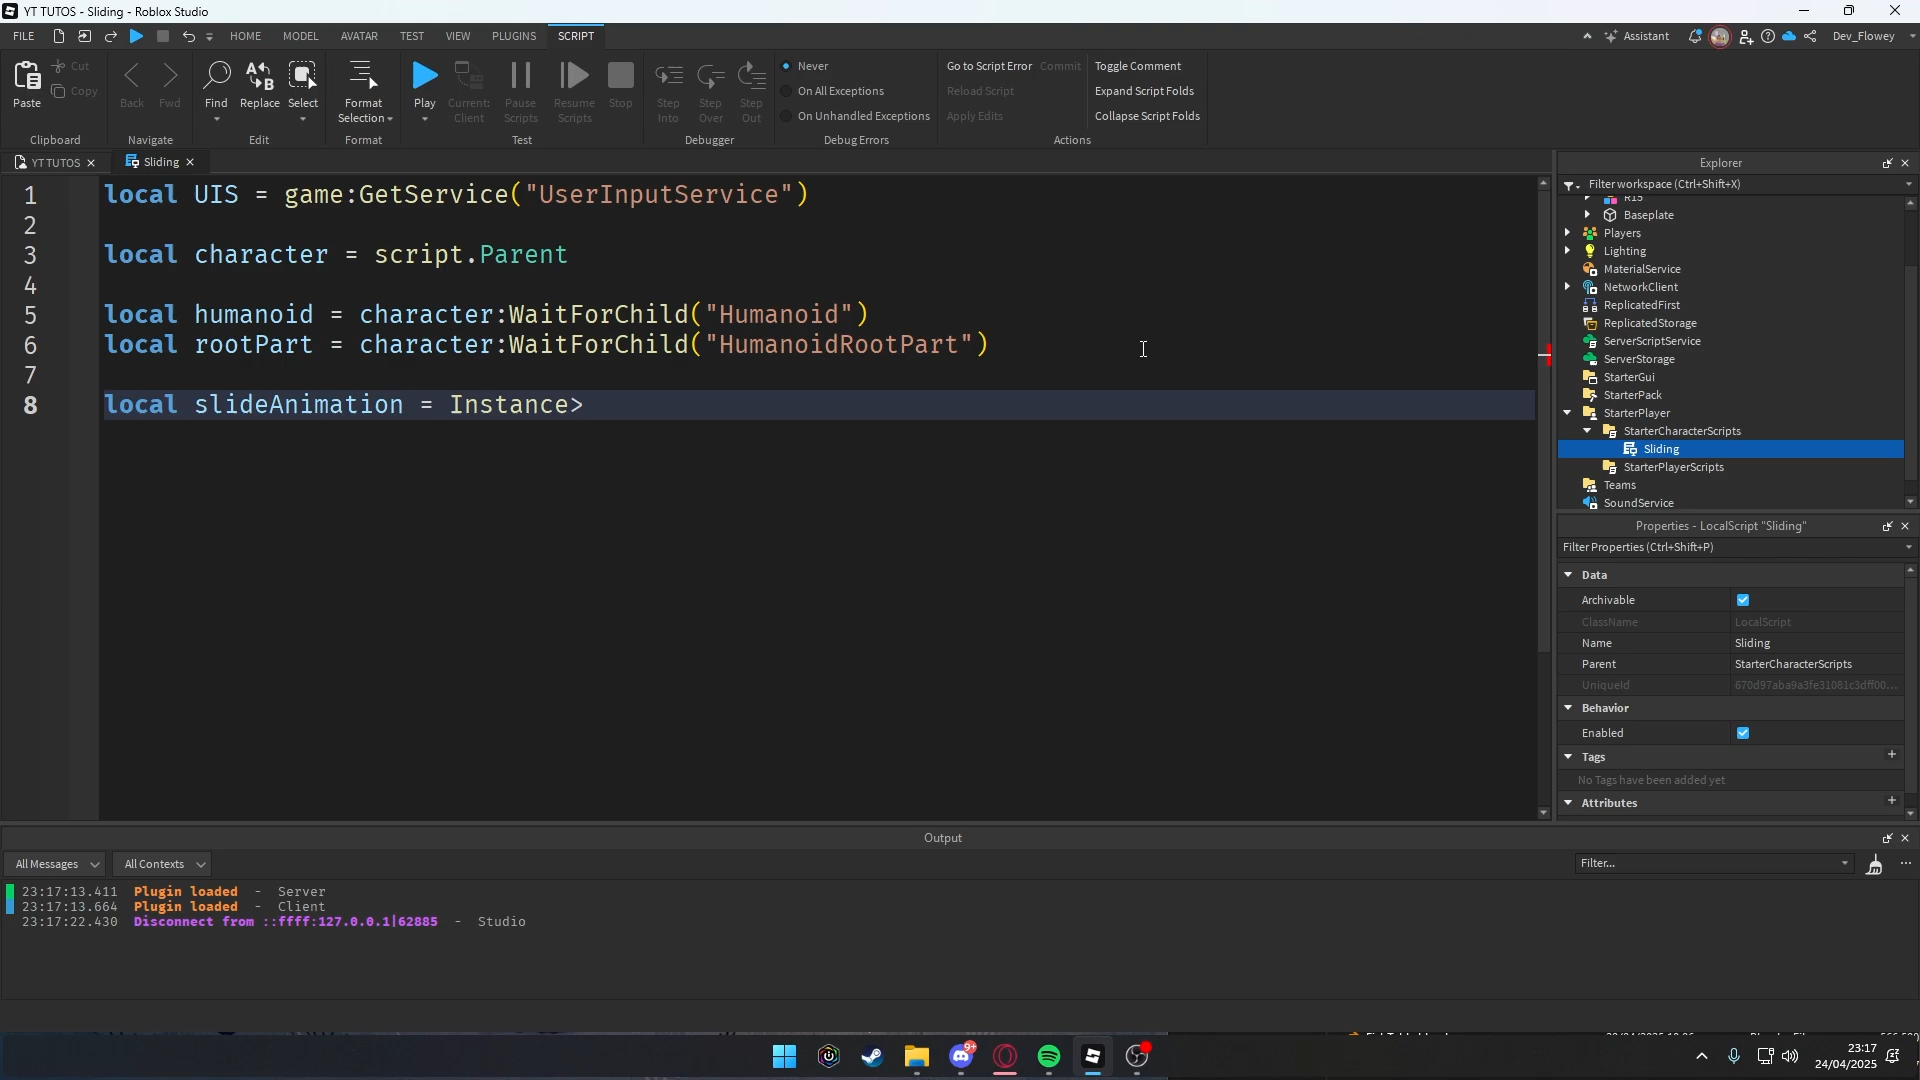 YT TUTOS - Sliding - Roblox Studio
FILE HOME MODEL AVATAR TEST VIEW PLUGINS SCRIPT Assistant Dev_Flowey
Paste Cut Copy
Clipboard
Back Fwd
Navigate
Find Replace Select
Edit
Format Selection
Format
Play Current: Client Pause Scripts Resume Scripts Stop
Test
Step Into Step Over Step Out
Debugger
Never
On All Exceptions
On Unhandled Exceptions
Debug Errors
Go to Script Error Commit
Reload Script
Apply Edits
Toggle Comment
Expand Script Folds
Collapse Script Folds
Actions
YT TUTOS Sliding
1 local UIS = game:GetService("UserInputService")
2
3 local character = script.Parent
4
5 local humanoid = character:WaitForChild("Humanoid")
6 local rootPart = character:WaitForChild("HumanoidRootPart")
7
8 local slideAnimation = Instance>
Explorer
Filter workspace (Ctrl+Shift+X)
R15
Baseplate
Players
Lighting
MaterialService
NetworkClient
ReplicatedFirst
ReplicatedStorage
ServerScriptService
ServerStorage
StarterGui
StarterPack
StarterPlayer
StarterCharacterScripts
Sliding
StarterPlayerScripts
Teams
SoundService
Properties - LocalScript "Sliding"
Filter Properties (Ctrl+Shift+P)
Data
Archivable
ClassName LocalScript
Name Sliding
Parent StarterCharacterScripts
UniqueId 670d97aba9a3fe31081c3dff00...
Behavior
Enabled
Tags
No Tags have been added yet
Attributes
Output
All Messages All Contexts Filter...
23:17:13.411 Plugin loaded - Server
23:17:13.664 Plugin loaded - Client
23:17:22.430 Disconnect from ::ffff:127.0.0.1|62885 - Studio
9+
23:17
24/04/2025